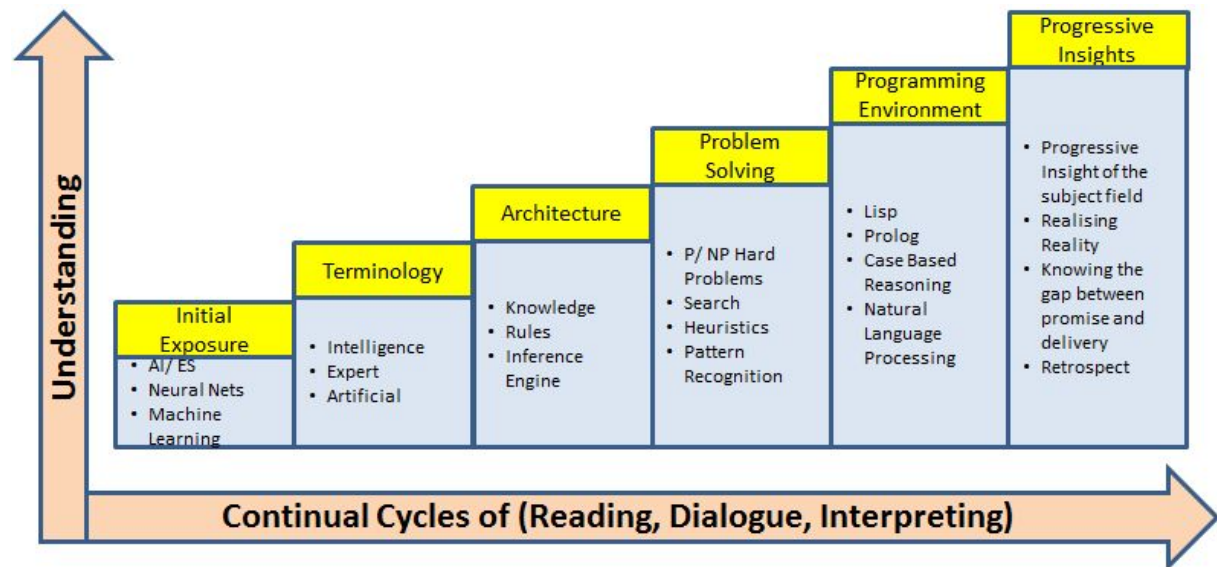 Understanding
Initial
Exposure
• AI/ ES
• Neural Nets
• Machine
Learning
Terminology
• Intelligence
• Expert
• Artificial
Architecture
• Knowledge
• Rules
• Inference
Engine
Problem
Solving
• P/ NP Hard
Problems
• Search
• Heuristics
• Pattern
Recognition
Programming
Environment
• Lisp
• Prolog
• Case Based
Reasoning
• Natural
Language
Processing
Progressive
Insights
• Progressive
Insight of the
subject field
• Realising
Reality
• Knowing the
gap between
promise and
delivery
• Retrospect
Continual Cycles of (Reading, Dialogue, Interpreting)